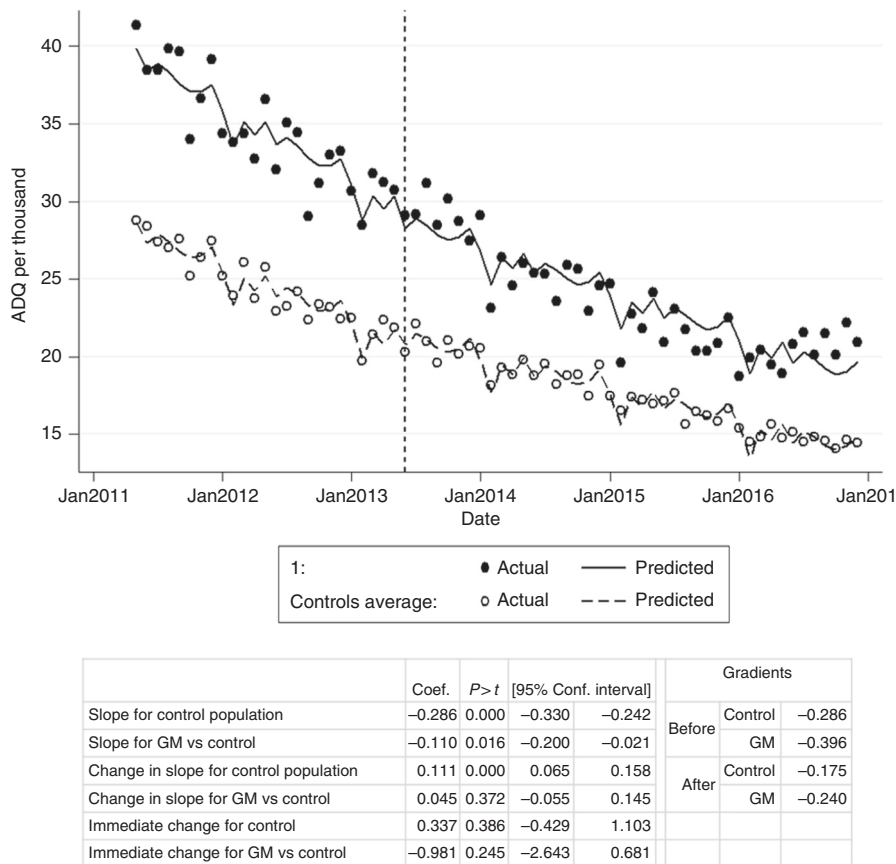 40
35
30
25
20
15
ADQ per thousand
Jan2011 Jan2012 Jan2013 Jan2014 Jan2015 Jan2016 Jan201
Date
1: Actual Predicted
Controls average: Actual Predicted
Coef. P>t [95% Conf. interval] Gradients
Slope for control population −0.286 0.000 −0.330 −0.242 Before Control −0.286
Slope for GM vs control −0.110 0.016 −0.200 −0.021 GM −0.396
Change in slope for control population 0.111 0.000 0.065 0.158 After Control −0.175
Change in slope for GM vs control 0.045 0.372 −0.055 0.145 GM −0.240
Immediate change for control 0.337 0.386 −0.429 1.103
Immediate change for GM vs control −0.981 0.245 −2.643 0.681